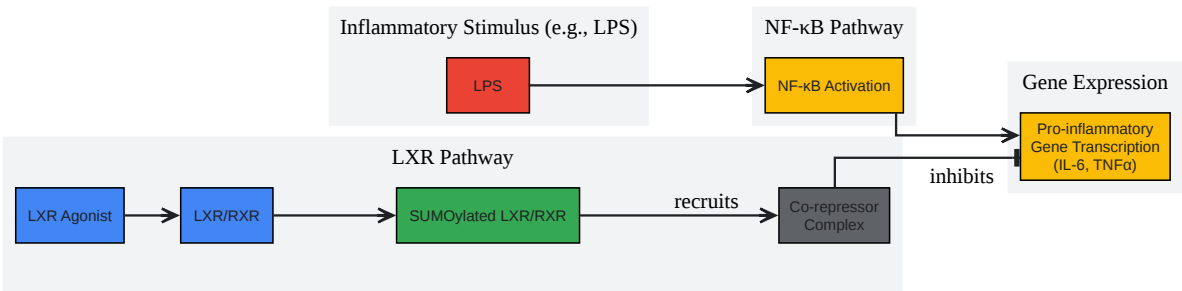 Inflammatory Stimulus (e.g., LPS)
LPS
NF-κB Pathway
NF-κB Activation
Gene Expression
Pro-inflammatory
Gene Transcription
(IL-6, TNFα)
LXR Pathway
LXR Agonist
LXR/RXR
SUMOylated LXR/RXR
recruits
Co-repressor
Complex
inhibits